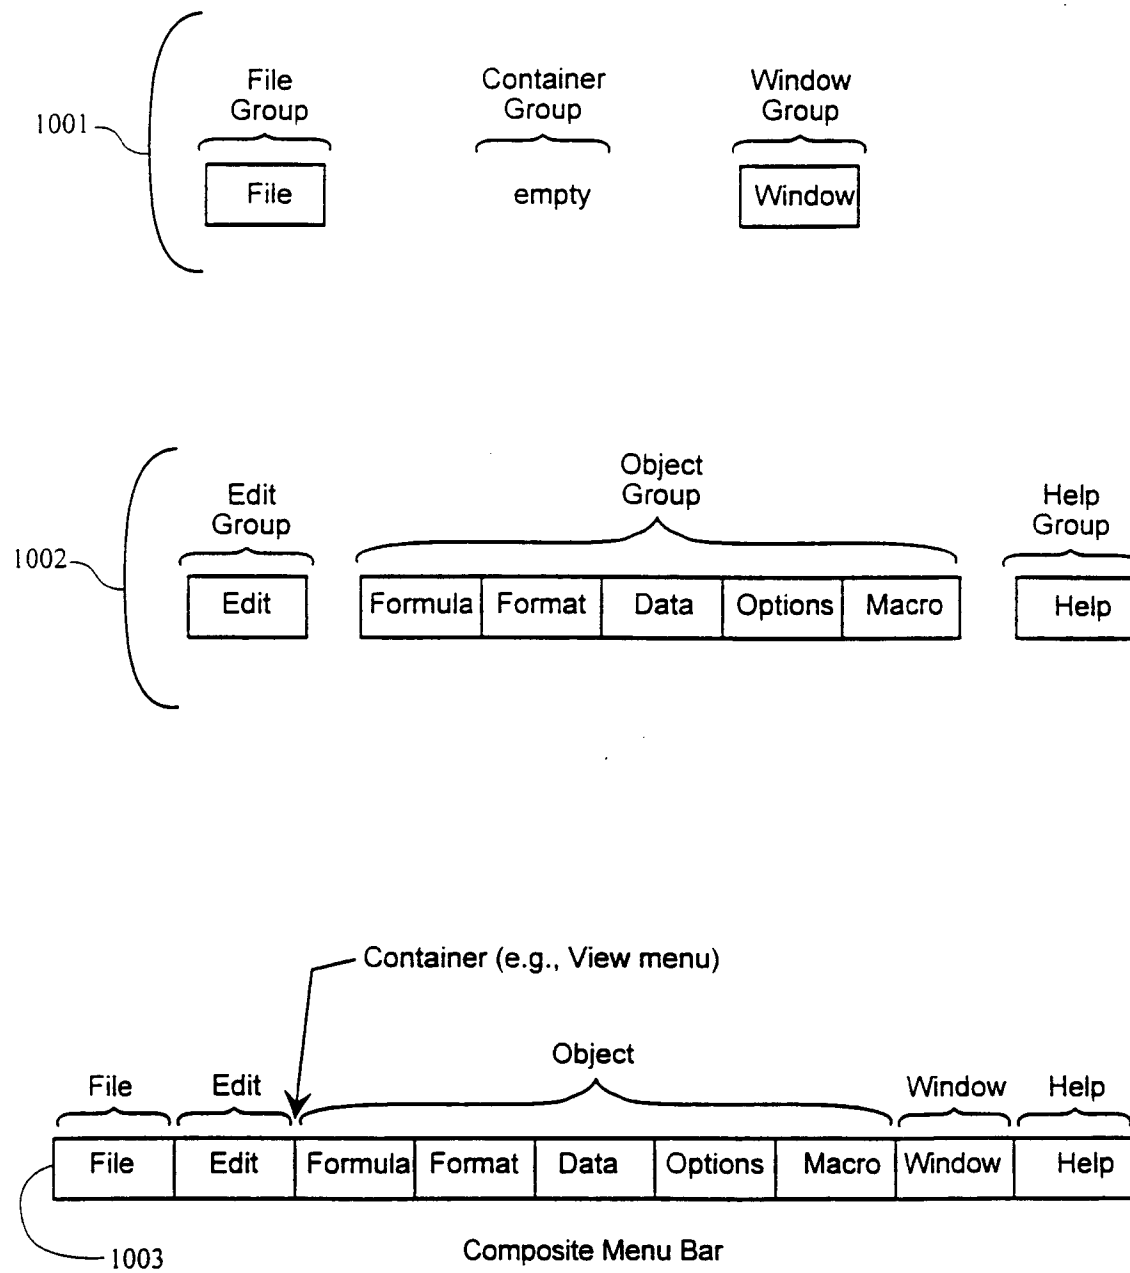 File Group
Container Group
Window Group
1001
File
empty
Window
Object Group
Edit Group
Help Group
1002
Edit
Formula
Format
Data
Options
Macro
Help
Container (e.g., View menu)
Object
File
Edit
Window
Help
File
Edit
Formula
Format
Data
Options
Macro
Window
Help
1003
Composite Menu Bar